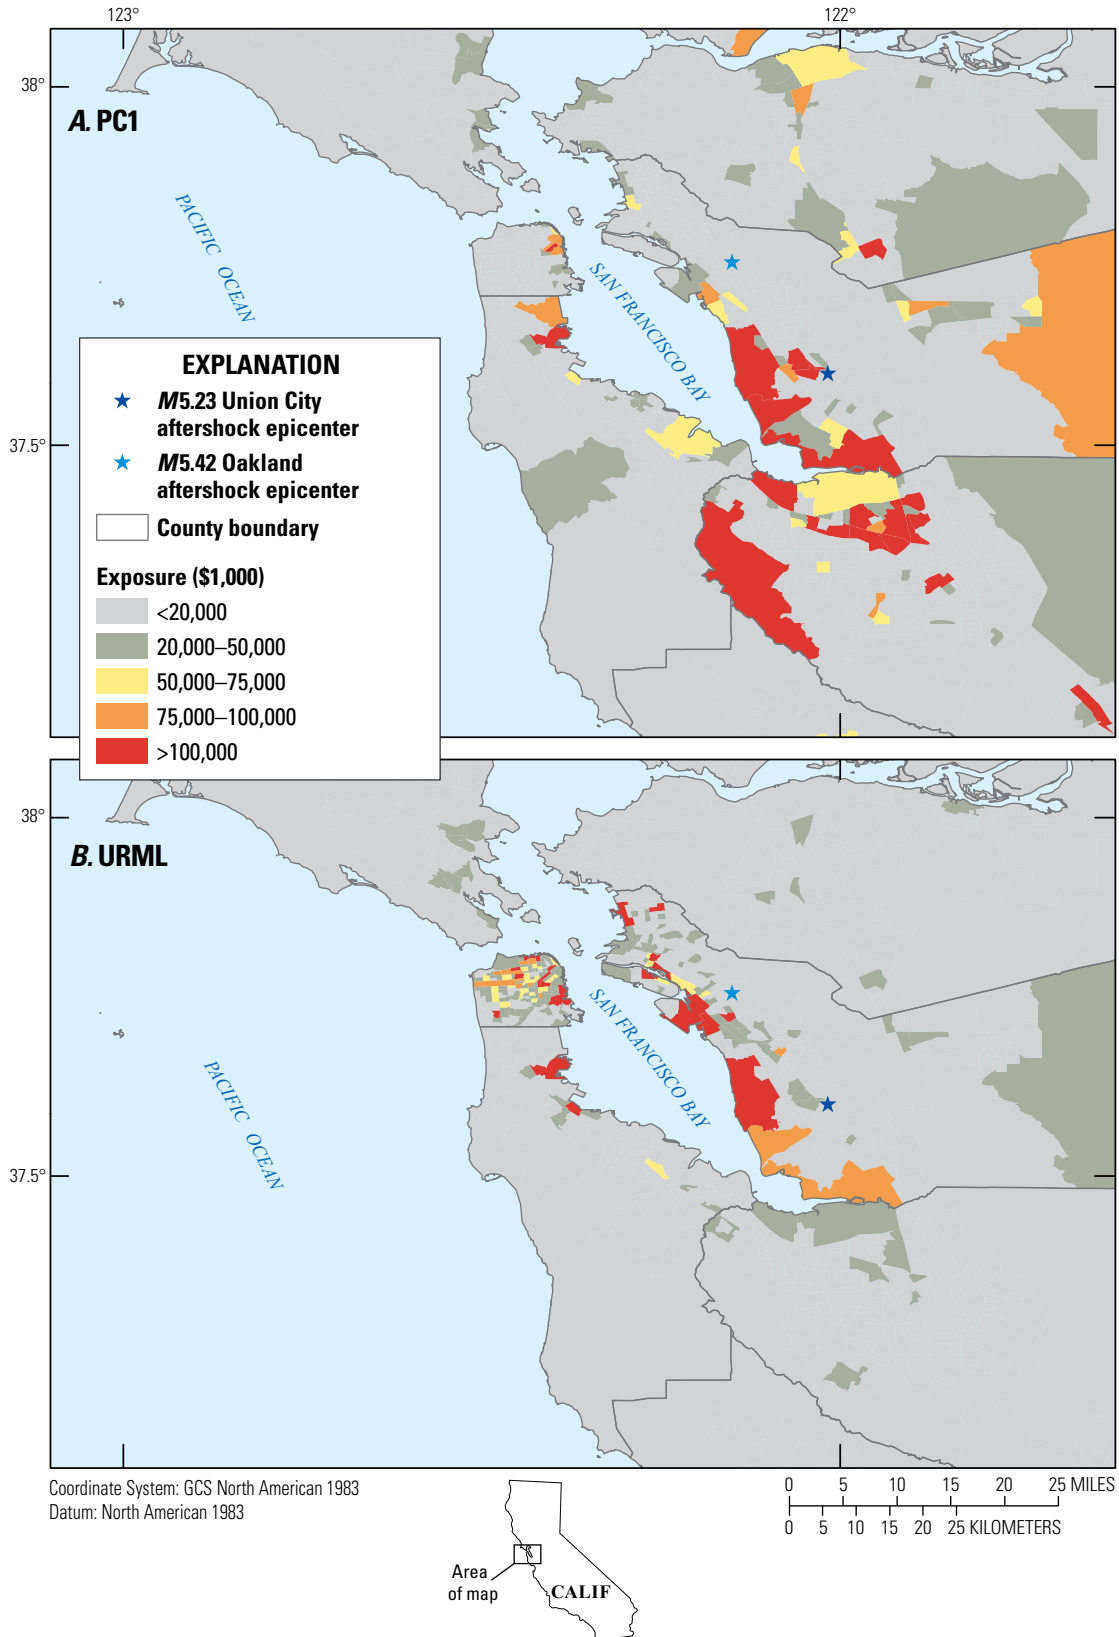 123°
122°
38°
A. PC1
PACIFIC OCEAN
SAN FRANCISCO BAY
EXPLANATION
M5.23 Union City
aftershock epicenter
M5.42 Oakland
aftershock epicenter
County boundary
Exposure ($1,000)
<20,000
20,000–50,000
50,000–75,000
75,000–100,000
>100,000
37.5°
38°
B. URML
SAN FRANCISCO BAY
PACIFIC OCEAN
37.5°
Coordinate System: GCS North American 1983
Datum: North American 1983
0 5 10 15 20 25 MILES
0 5 10 15 20 25 KILOMETERS
Area
of map
CALIF